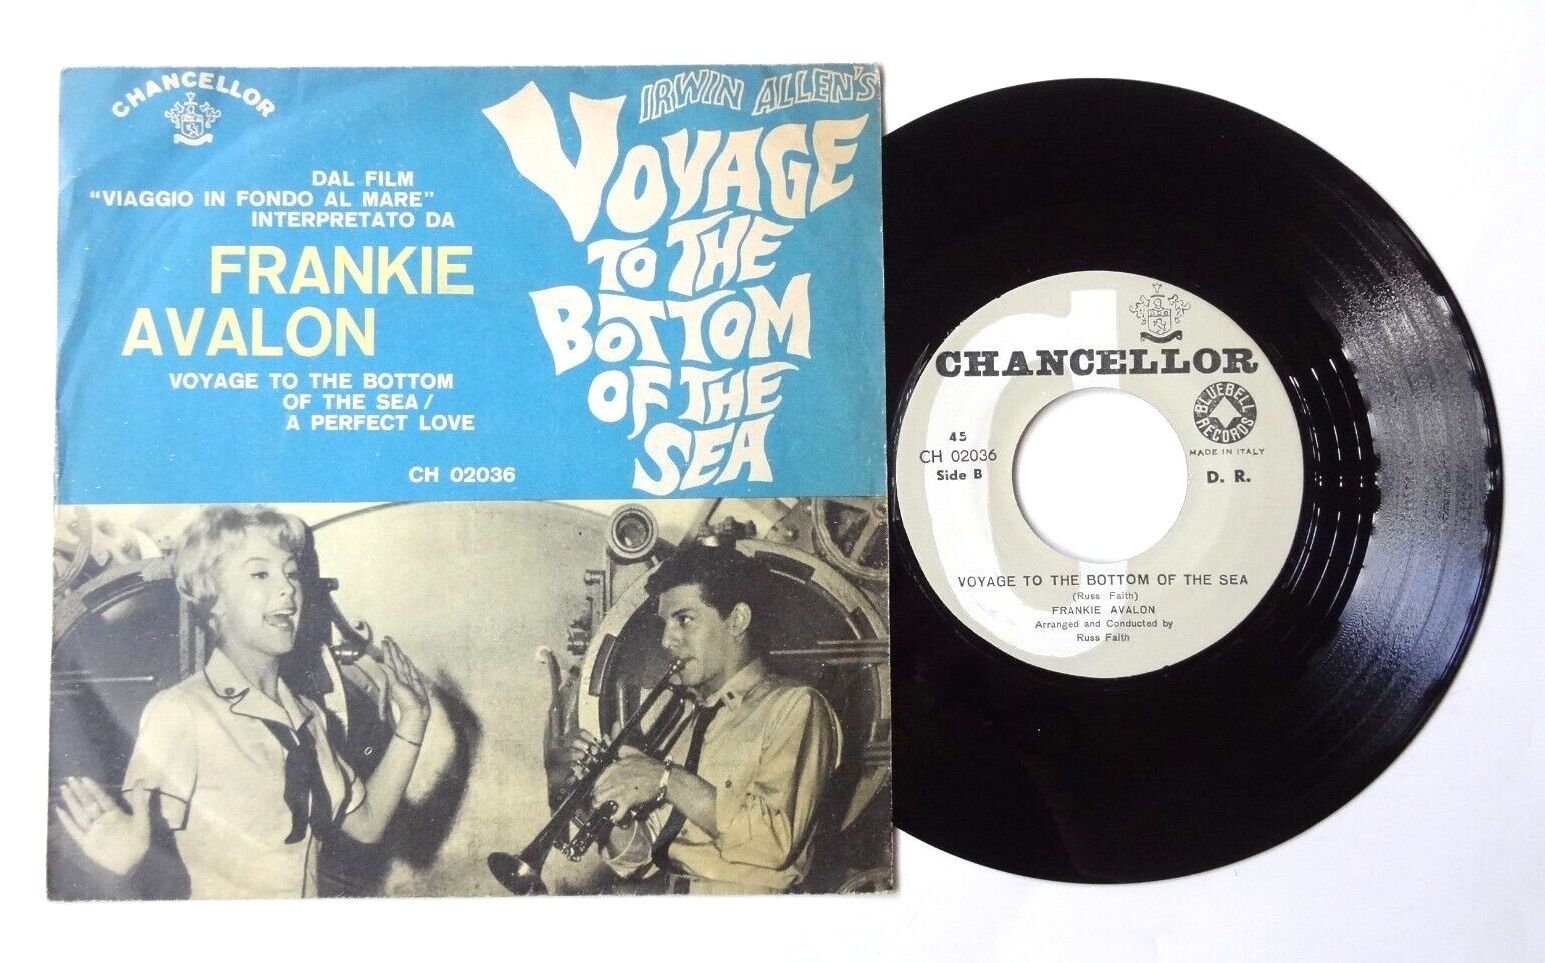 CHANCELLOR
DAL FILM
"VIAGGIO IN FONDO AL MARE"
INTERPRETATO DA
FRANKIE
AVALON
VOYAGE TO THE BOTTOM
OF THE SEA /
A PERFECT LOVE
CH 02036
IRWIN ALLEN'S
VOYAGE
TO THE
BOTTOM
OF THE
SEA
CHANCELLOR
BLUEBELL
RECORDS
MADE IN ITALY
D. R.
45
CH 02036
Side B
VOYAGE TO THE BOTTOM OF THE SEA
(Russ Faith)
FRANKIE AVALON
Arranged and Conducted by
Russ Faith